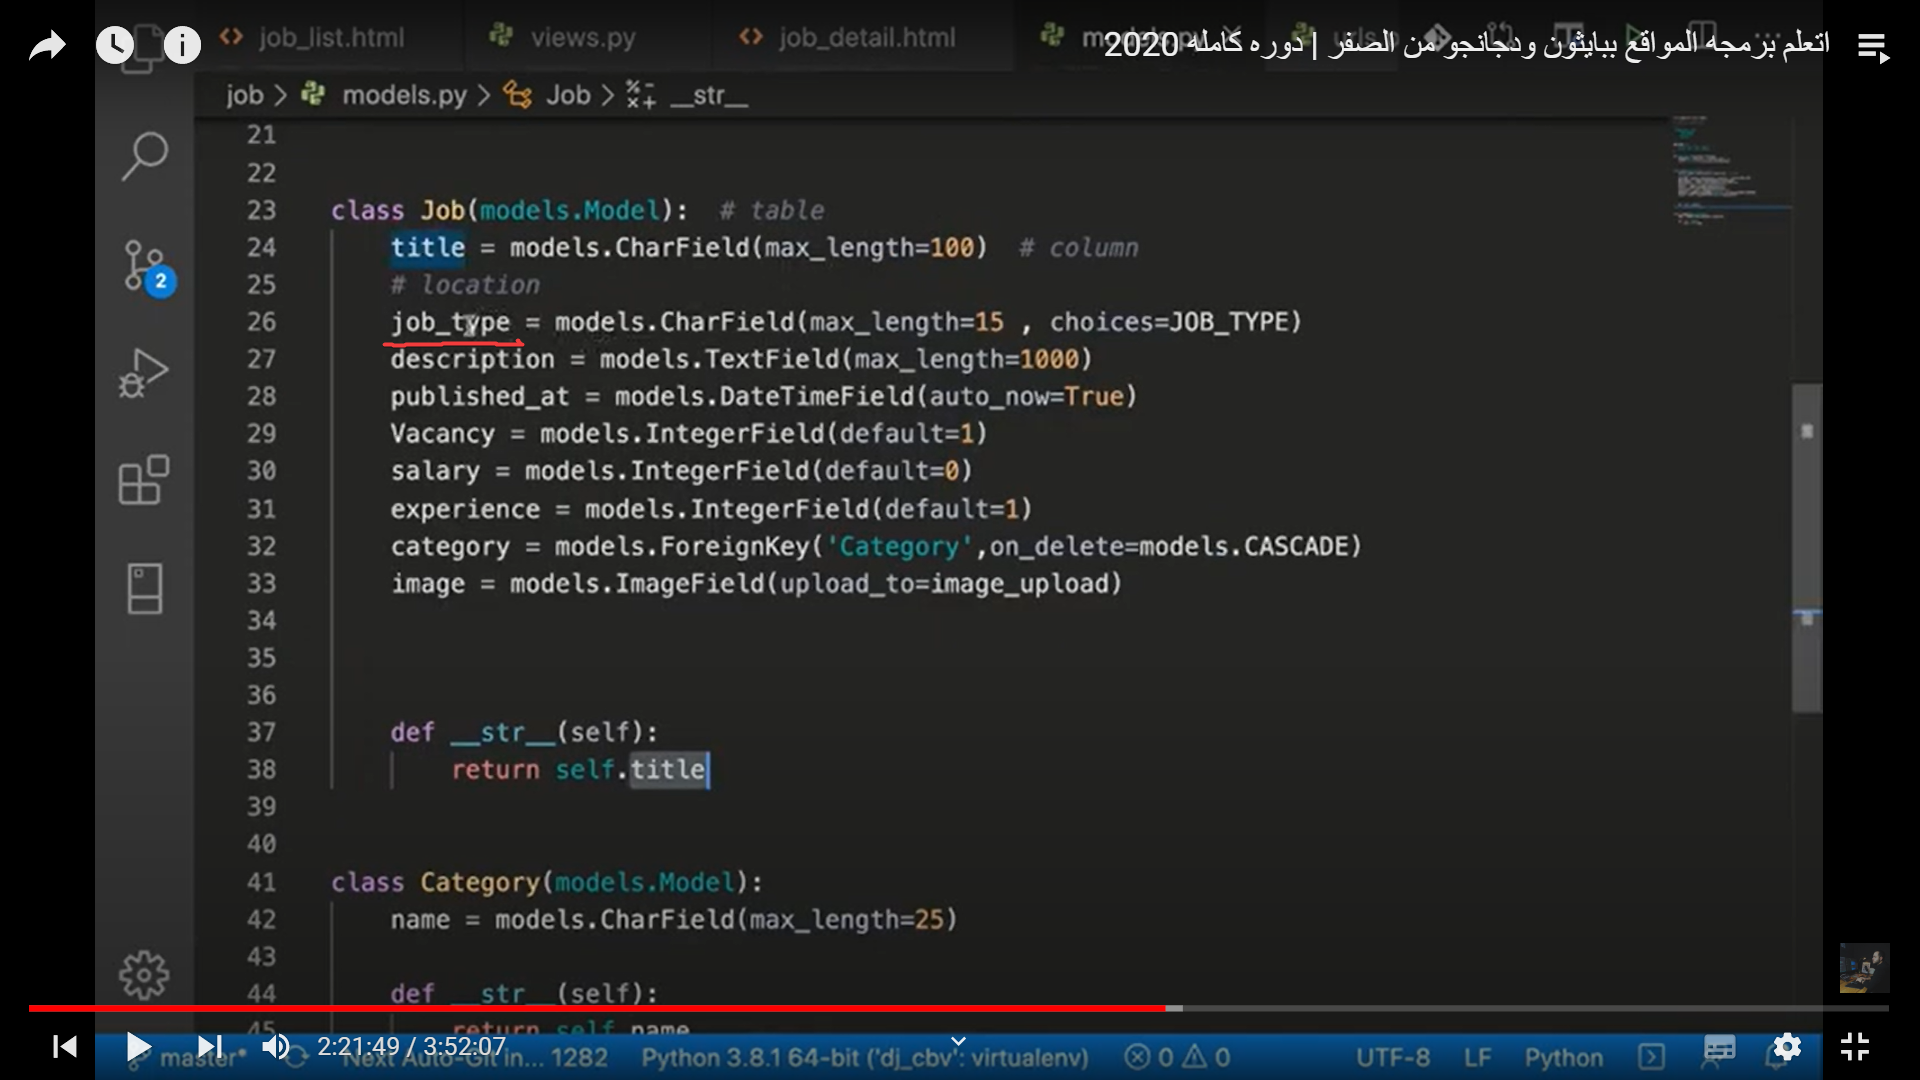 job_list.html views.py job_detail.html
اتعلم برمجه المواقع ببايثون ودجانجو من الصفر | دوره كامله 2020
job > models.py > Job > __str__
21
22
23 class Job(models.Model): # table
24 title = models.CharField(max_length=100) # column
25 # location
26 job_type = models.CharField(max_length=15 , choices=JOB_TYPE)
27 description = models.TextField(max_length=1000)
28 published_at = models.DateTimeField(auto_now=True)
29 Vacancy = models.IntegerField(default=1)
30 salary = models.IntegerField(default=0)
31 experience = models.IntegerField(default=1)
32 category = models.ForeignKey('Category',on_delete=models.CASCADE)
33 image = models.ImageField(upload_to=image_upload)
34
35
36
37 def __str__(self):
38 return self.title
39
40
41 class Category(models.Model):
42 name = models.CharField(max_length=25)
43
44 def __str__(self):
45 return self.name
2
2:21:49 / 3:52:07
master* Next Auto-Git in... 1282 Python 3.8.1 64-bit ('dj_cbv': virtualenv) 0 0 UTF-8 LF Python